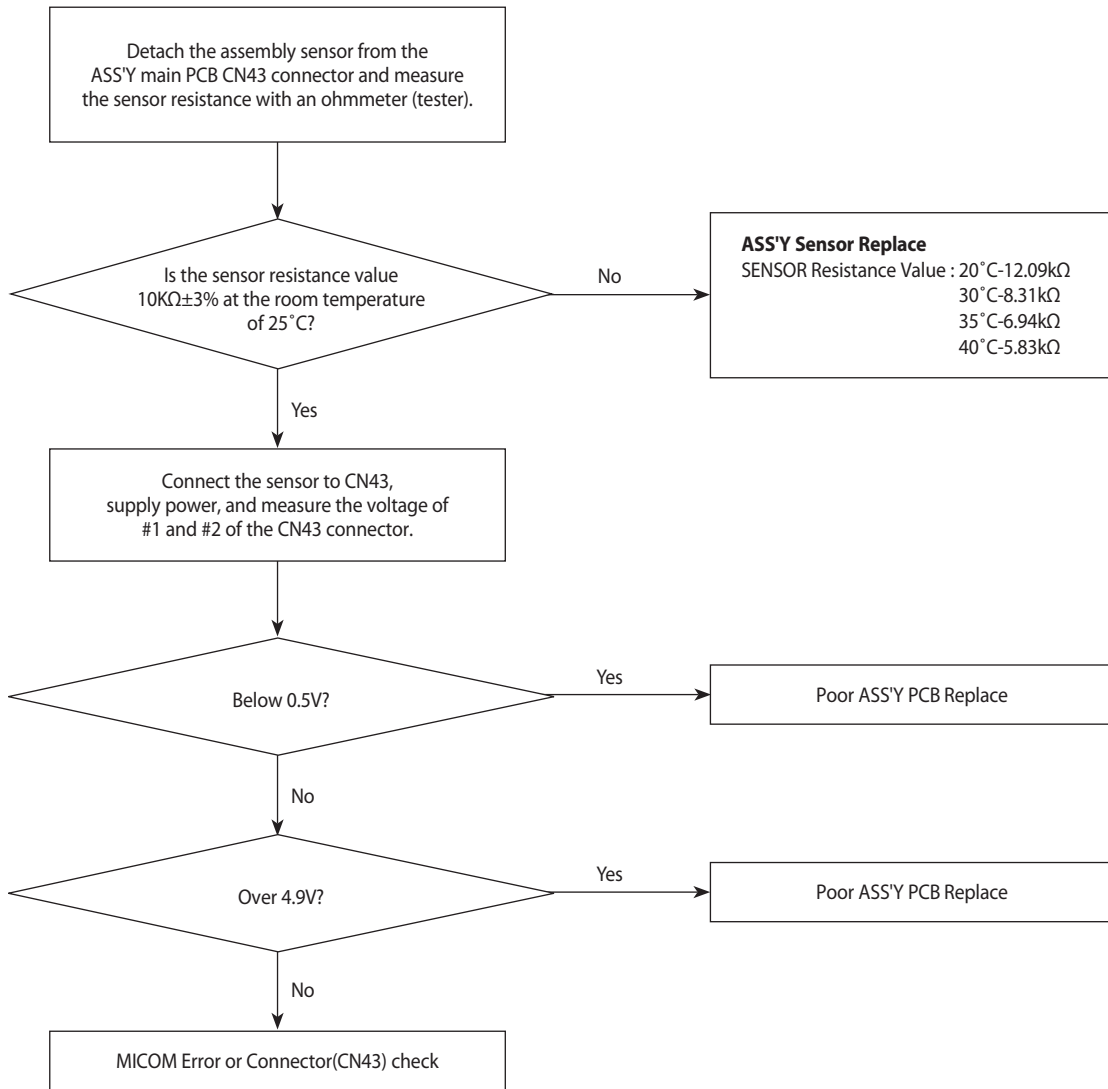 Detach the assembly sensor from the
ASS'Y main PCB CN43 connector and measure
the sensor resistance with an ohmmeter (tester).
Is the sensor resistance value
10KΩ±3% at the room temperature
of 25˚C?
No
ASS'Y Sensor Replace
SENSOR Resistance Value : 20˚C-12.09kΩ
30˚C-8.31kΩ
35˚C-6.94kΩ
40˚C-5.83kΩ
Yes
Connect the sensor to CN43,
supply power, and measure the voltage of
#1 and #2 of the CN43 connector.
Below 0.5V?
Yes
Poor ASS'Y PCB Replace
No
Over 4.9V?
Yes
Poor ASS'Y PCB Replace
No
MICOM Error or Connector(CN43) check